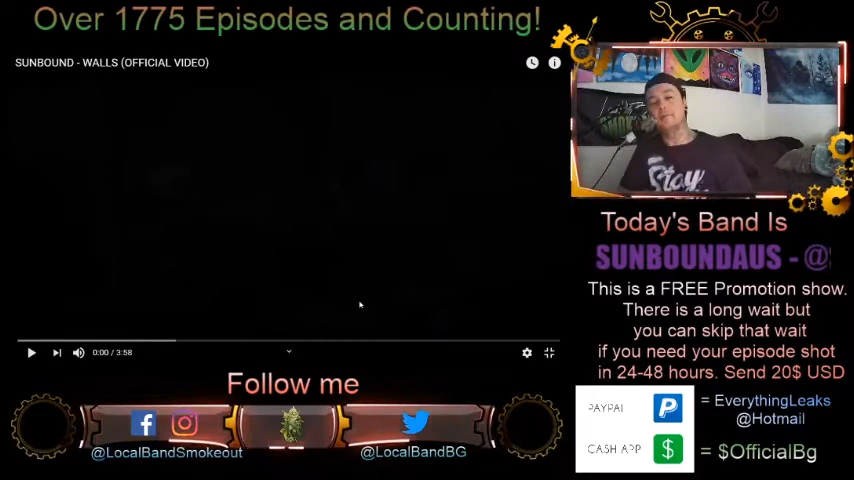 Over 1775 Episodes and Counting!
SUNBOUND - WALLS (OFFICIAL VIDEO)
Stay
Today's Band Is
SUNBOUNDAUS - @
This is a FREE Promotion show.
There is a long wait but
you can skip that wait
if you need your episode shot
in 24-48 hours. Send 20$ USD
0:00 / 3:58
Follow me
@LocalBandSmokeout
@LocalBandBG
PAYPAl
= EverythingLeaks
@Hotmail
CASH APP
= $OfficialBg